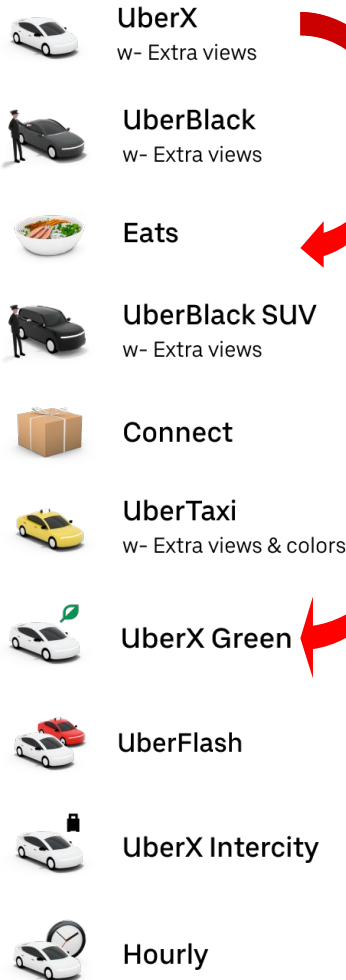 UberX
w- Extra views
UberBlack
w- Extra views
Eats
UberBlack SUV
w- Extra views
Connect
UberTaxi
w- Extra views & colors
UberX Green
UberFlash
UberX Intercity
Hourly